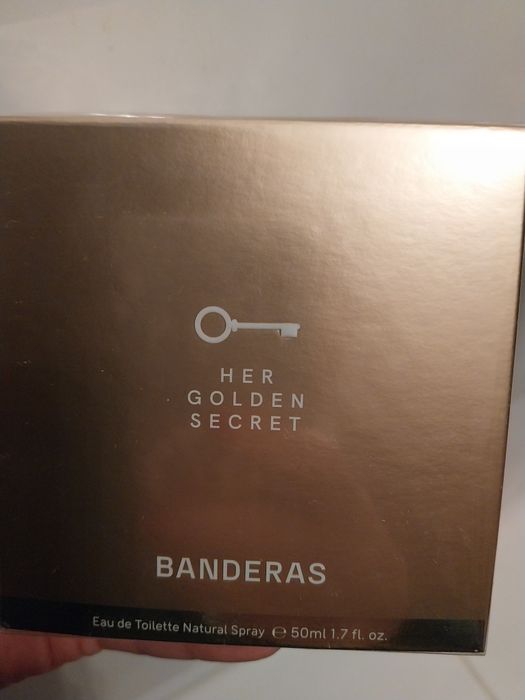 HER
GOLDEN
SECRET
BANDERAS
Eau de Toilette Natural Spray ℮ 50ml 1.7 fl. oz.